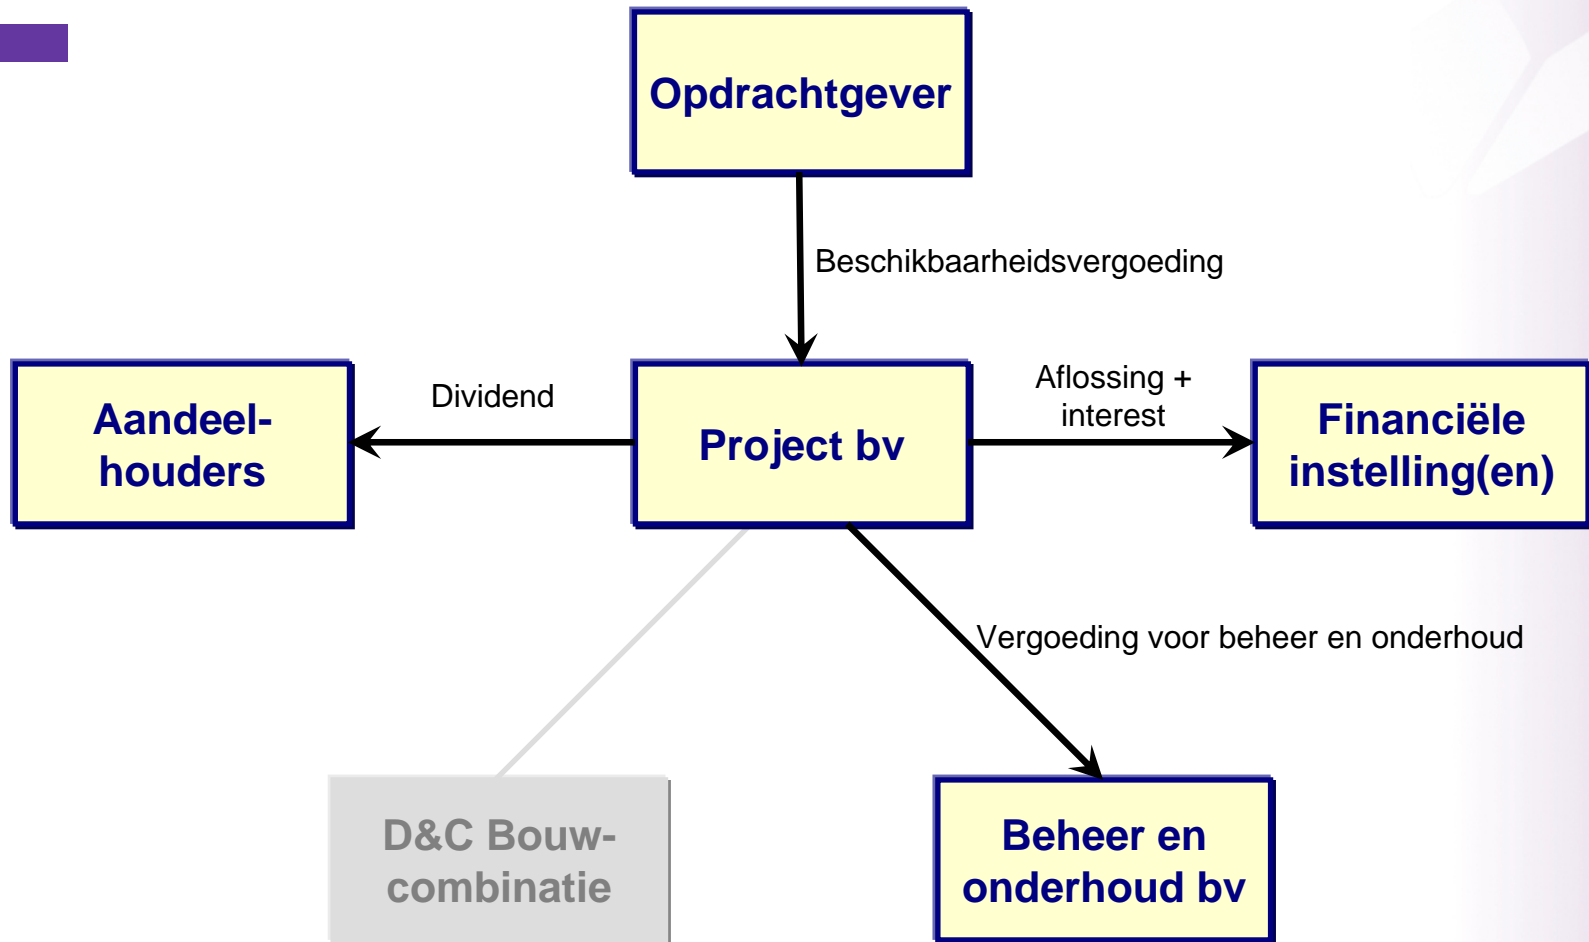 Opdrachtgever
Beschikbaarheidsvergoeding
Aandeel-
houders
Dividend
Project bv
Aflossing +
interest
Financiële
instelling(en)
Vergoeding voor beheer en onderhoud
D&C Bouw-
combinatie
Beheer en
onderhoud bv